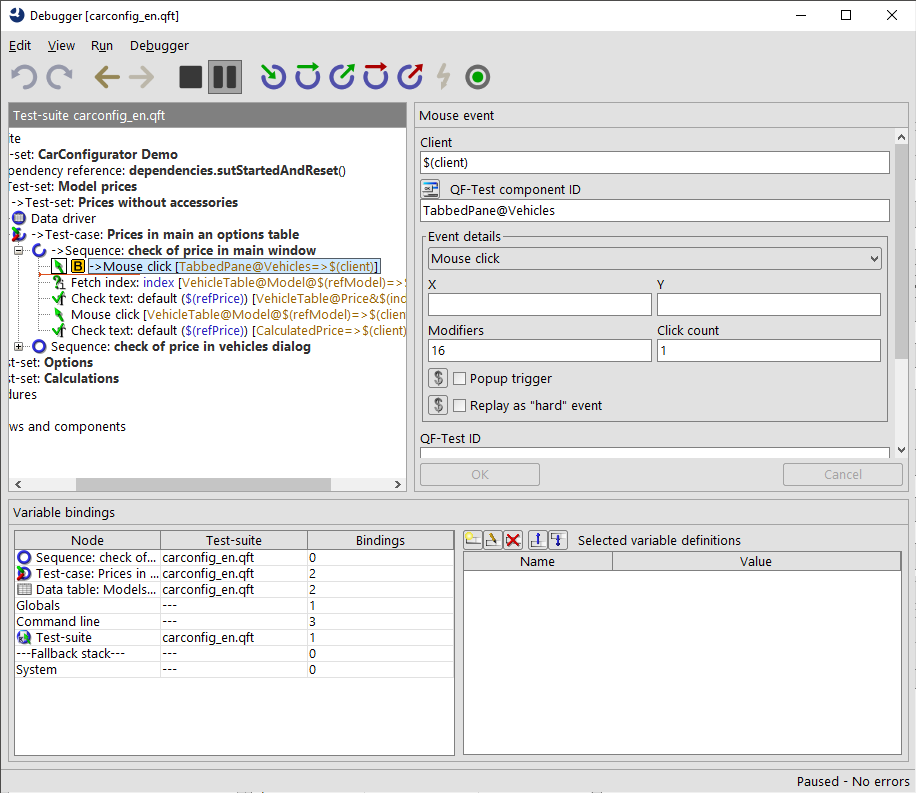 Debugger [carconfig_en.qft]
Edit View Run Debugger
Test-suite carconfig_en.qft
ite
-set: CarConfigurator Demo
pendency reference: dependencies.sutStartedAndReset()
Test-set: Model prices
->Test-set: Prices without accessories
Data driver
->Test-case: Prices in main an options table
->Sequence: check of price in main window
B ->Mouse click [TabbedPane@Vehicles=>$(client)]
Fetch index: index [VehicleTable@Model@$(refModel)=>$
Check text: default ($(refPrice)) [VehicleTable@Price&$(inc
Mouse click [VehicleTable@Model@$(refModel)=>$(clien
Check text: default ($(refPrice)) [CalculatedPrice=>$(client)
Sequence: check of price in vehicles dialog
st-set: Options
st-set: Calculations
dures
ws and components
Mouse event
Client
$(client)
QF-Test component ID
TabbedPane@Vehicles
Event details
Mouse click
X Y
Modifiers Click count
16 1
$ Popup trigger
$ Replay as "hard" event
QF-Test ID
OK Cancel
Variable bindings
Node Test-suite Bindings
Sequence: check of... carconfig_en.qft 0
Test-case: Prices in ... carconfig_en.qft 2
Data table: Models... carconfig_en.qft 2
Globals --- 1
Command line --- 3
Test-suite carconfig_en.qft 1
---Fallback stack--- --- 0
System --- 0
Selected variable definitions
Name Value
Paused - No errors